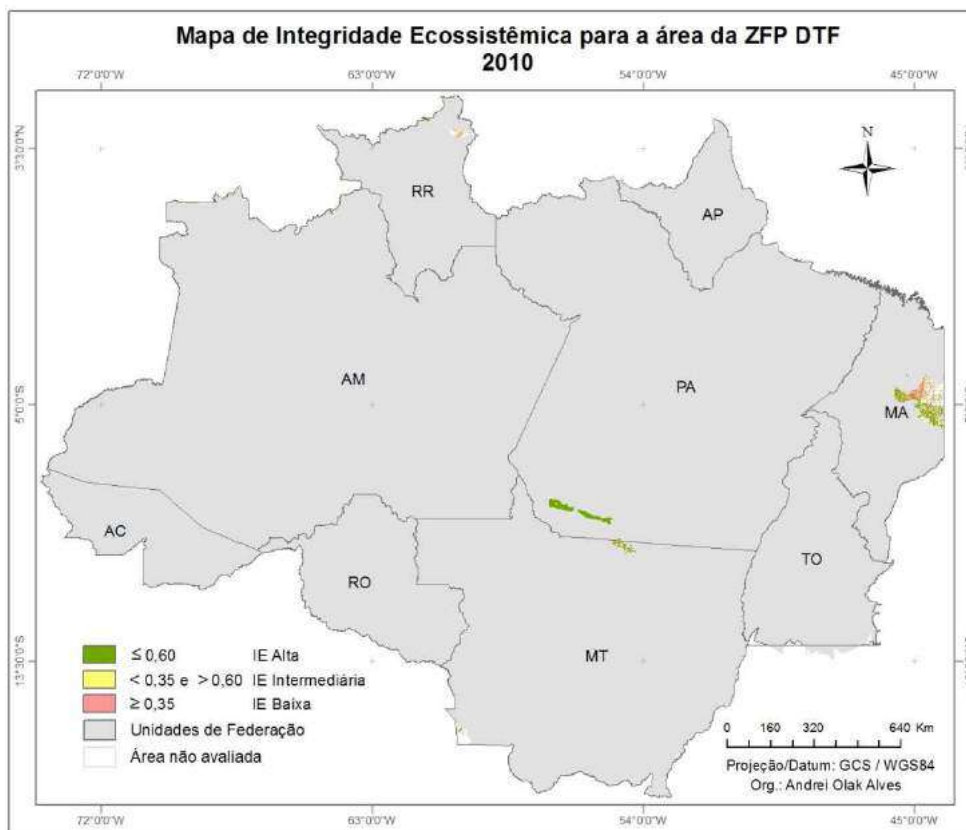 Mapa de Integridade Ecossistêmica para a área da ZFP DTF
2010
72°0'0"W 63°0'0"W 54°0'0"W 45°0'0"W
3°30'0"N
N
RR
AP
AM
PA
5°0'0"S
MA
AC
RO
TO
MT
13°30'0"S
≤ 0,60 IE Alta
< 0,35 e > 0,60 IE Intermediária
≥ 0,35 IE Baixa
Unidades de Federação
Área não avaliada
0 160 320 640 Km
Projeção/Datum: GCS / WGS84
Org.: Andrei Olak Alves
72°0'0"W 63°0'0"W 54°0'0"W 45°0'0"W